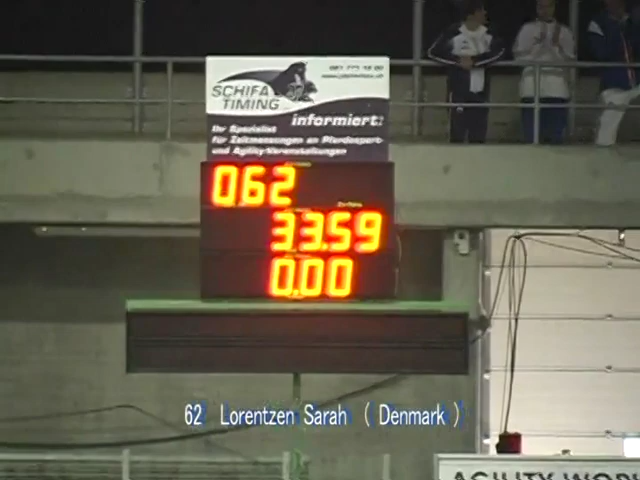 SCHIFA
TIMING
informiert:
Ihr Spezialist
für Zeitmessungen an Pferdesport-
und Agility-Veranstaltungen
062
33.59
0.00
62 Lorentzen Sarah ( Denmark )
AGILITY WORL